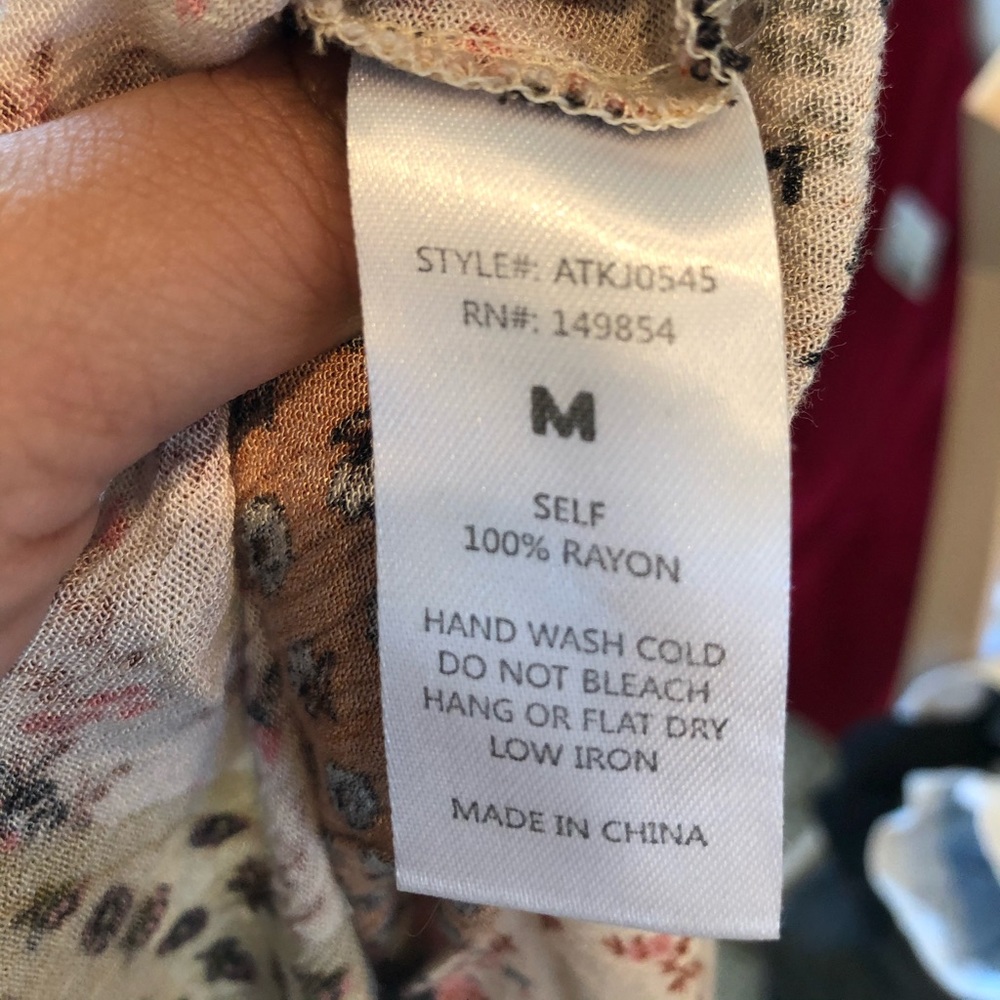 STYLE#: ATKJ0545
RN#: 149854
M
SELF
100% RAYON
HAND WASH COLD
DO NOT BLEACH
HANG OR FLAT DRY
LOW IRON
MADE IN CHINA